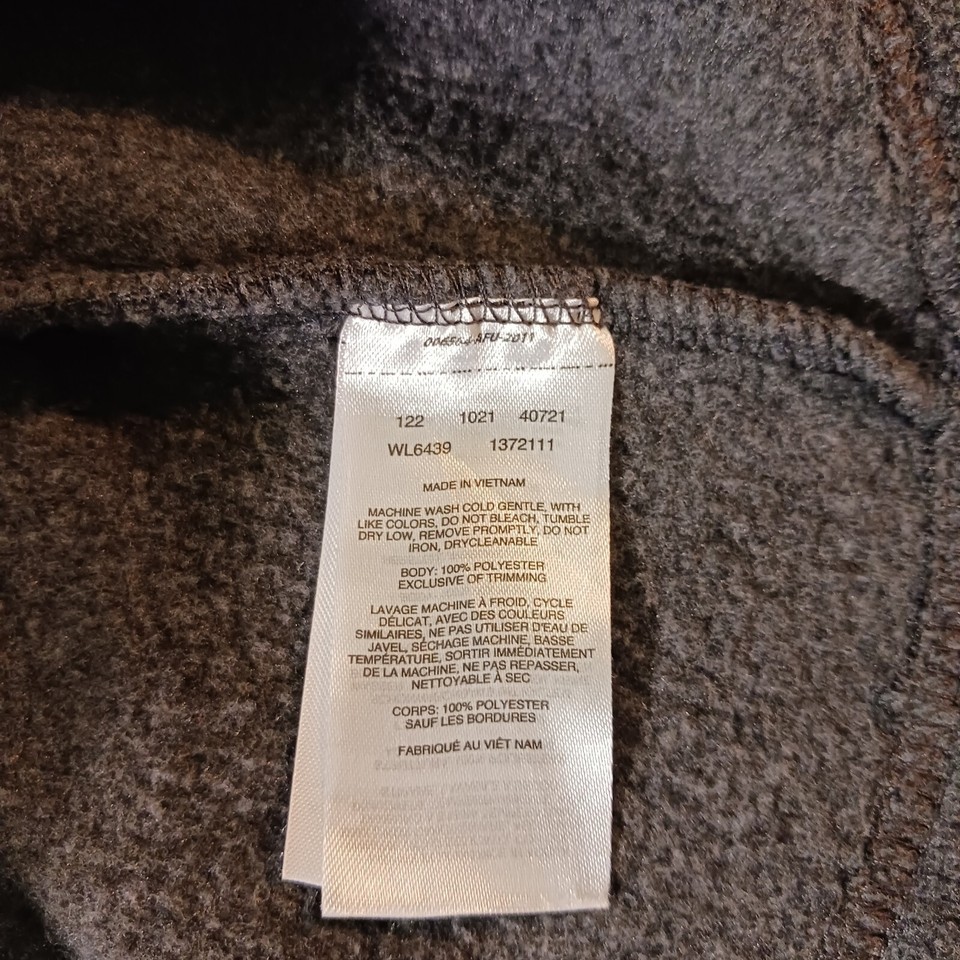 122 1021 40721
WL6439 1372111
MADE IN VIETNAM
MACHINE WASH COLD GENTLE, WITH
LIKE COLORS, DO NOT BLEACH, TUMBLE
DRY LOW, REMOVE PROMPTLY, DO NOT
IRON, DRYCLEANABLE
BODY: 100% POLYESTER
EXCLUSIVE OF TRIMMING
LAVAGE MACHINE À FROID, CYCLE
DÉLICAT, AVEC DES COULEURS
SIMILAIRES, NE PAS UTILISER D'EAU DE
JAVEL, SÉCHAGE MACHINE, BASSE
TEMPÉRATURE, SORTIR IMMÉDIATEMENT
DE LA MACHINE, NE PAS REPASSER,
NETTOYABLE À SEC
CORPS: 100% POLYESTER
SAUF LES BORDURES
FABRIQUÉ AU VIÊT NAM